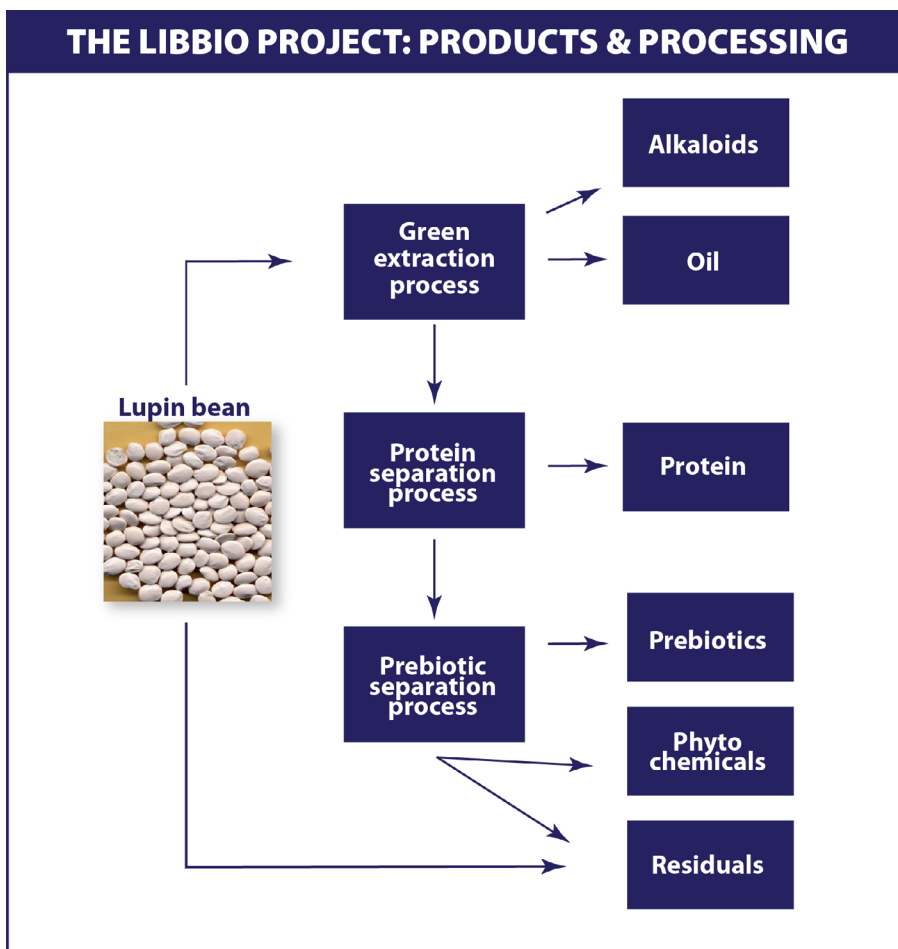 THE LIBBIO PROJECT: PRODUCTS & PROCESSING
Alkaloids
Green
extraction
process
Oil
Lupin bean
Protein
separation
process
Protein
Prebiotic
separation
process
Prebiotics
Phyto
chemicals
Residuals